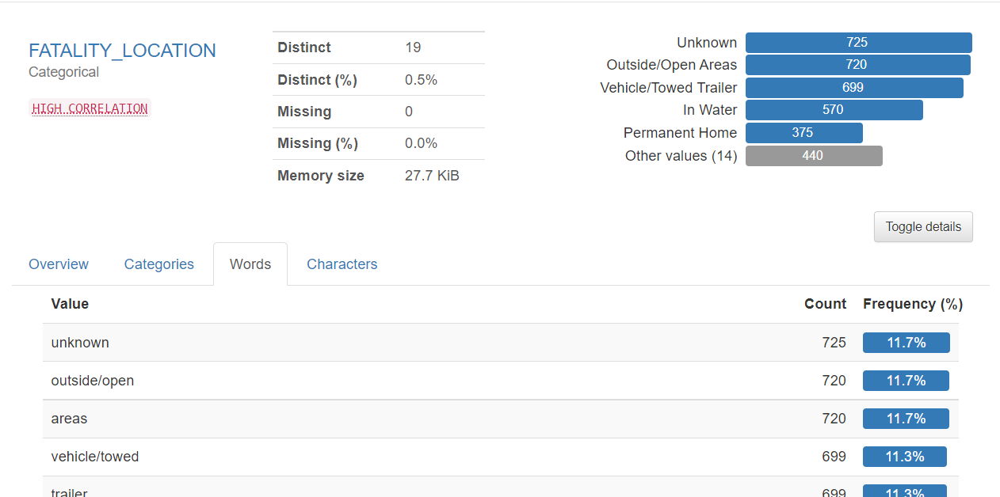 FATALITY_LOCATION
Categorical
HIGH CORRELATION
Distinct 19
Distinct (%) 0.5%
Missing 0
Missing (%) 0.0%
Memory size 27.7 KiB
Unknown 725
Outside/Open Areas 720
Vehicle/Towed Trailer 699
In Water 570
Permanent Home 375
Other values (14) 440
Toggle details
Overview Categories Words Characters
Value Count Frequency (%)
unknown 725 11.7%
outside/open 720 11.7%
areas 720 11.7%
vehicle/towed 699 11.3%
trailer 699 11.3%